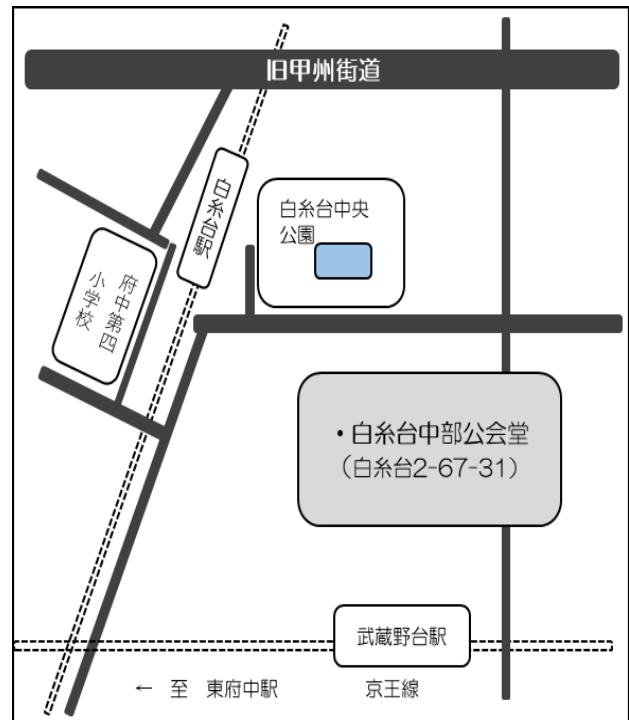 旧甲州街道
白糸台駅
白糸台中央
公園
府中第四
小学校
・白糸台中部公会堂
（白糸台2-67-31）
武蔵野台駅
← 至 東府中駅
京王線